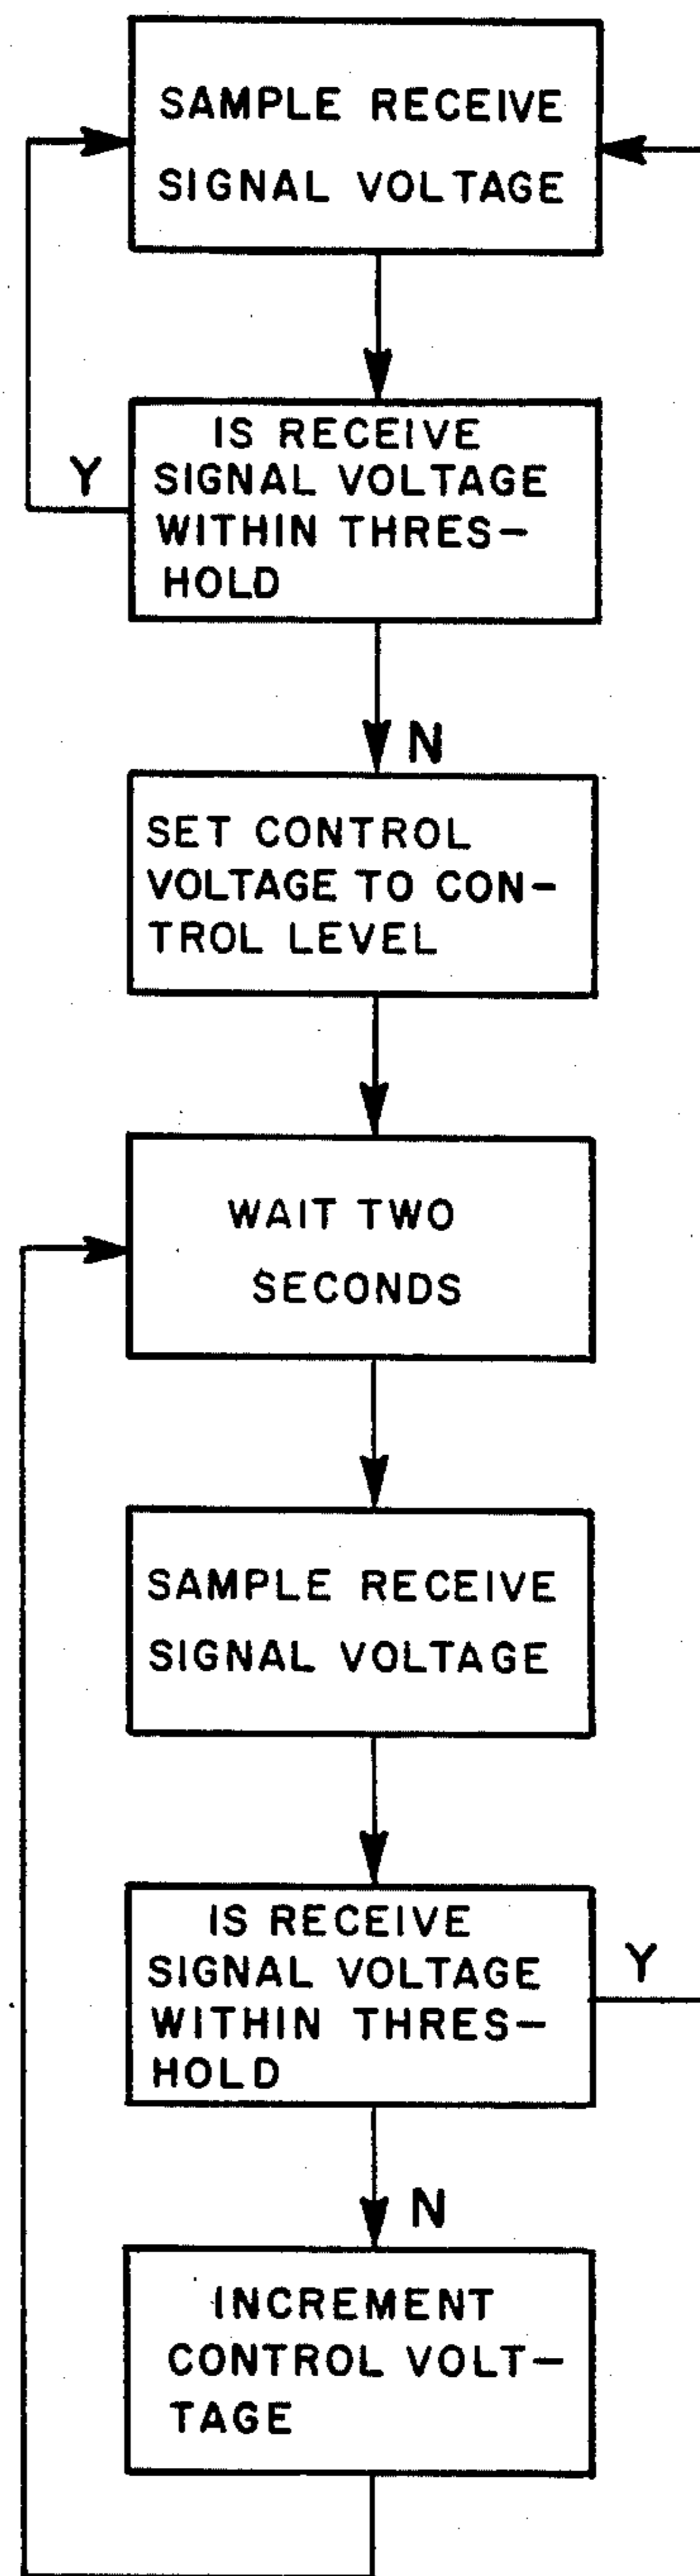 SAMPLE RECEIVE
SIGNAL VOLTAGE
IS RECEIVE
SIGNAL VOLTAGE
WITHIN THRES-
HOLD
Y
N
SET CONTROL
VOLTAGE TO CON-
TROL LEVEL
WAIT TWO
SECONDS
SAMPLE RECEIVE
SIGNAL VOLTAGE
IS RECEIVE
SIGNAL VOLTAGE
WITHIN THRES-
HOLD
Y
N
INCREMENT
CONTROL VOLT-
TAGE